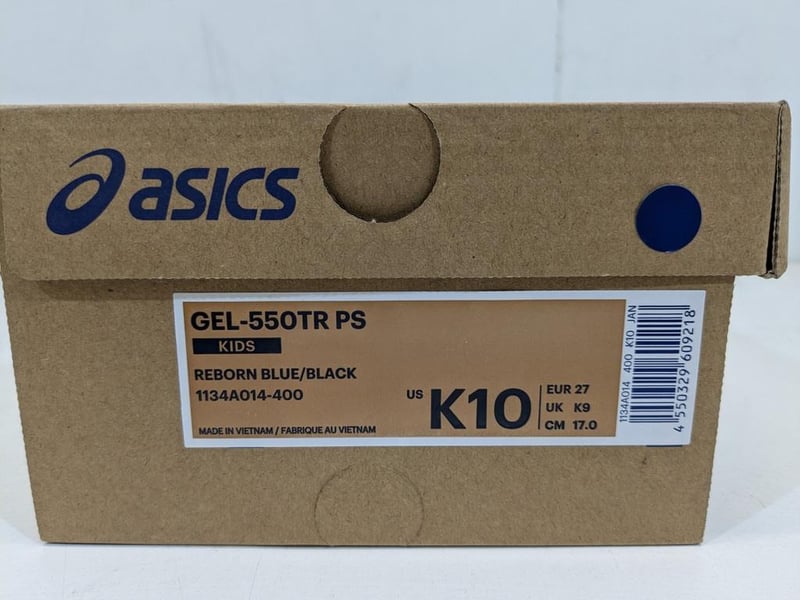 asics
GEL-550TR PS
KIDS
REBORN BLUE/BLACK
1134A014-400
MADE IN VIETNAM / FABRIQUE AU VIETNAM
US K10
EUR 27
UK K9
CM 17.0
1134A014 400 K10 JAN
4 550329 609218